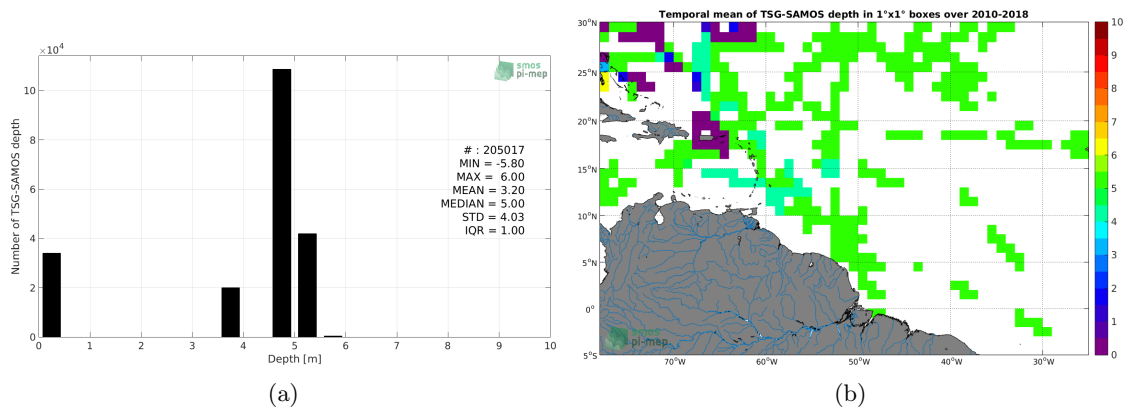 ×10⁴
10
8
6
4
2
0
Number of TSG-SAMOS depth
smos
pi-mep
# : 205017
MIN = -5.80
MAX = 6.00
MEAN = 3.20
MEDIAN = 5.00
STD = 4.03
IQR = 1.00
0 1 2 3 4 5 6 7 8 9 10
Depth [m]
(a)
Temporal mean of TSG-SAMOS depth in 1°x1° boxes over 2010-2018
30°N
25°N
20°N
15°N
10°N
5°N
0°
5°S
smos
pi-mep
70°W 60°W 50°W 40°W 30°W
10
9
8
7
6
5
4
3
2
1
0
(b)